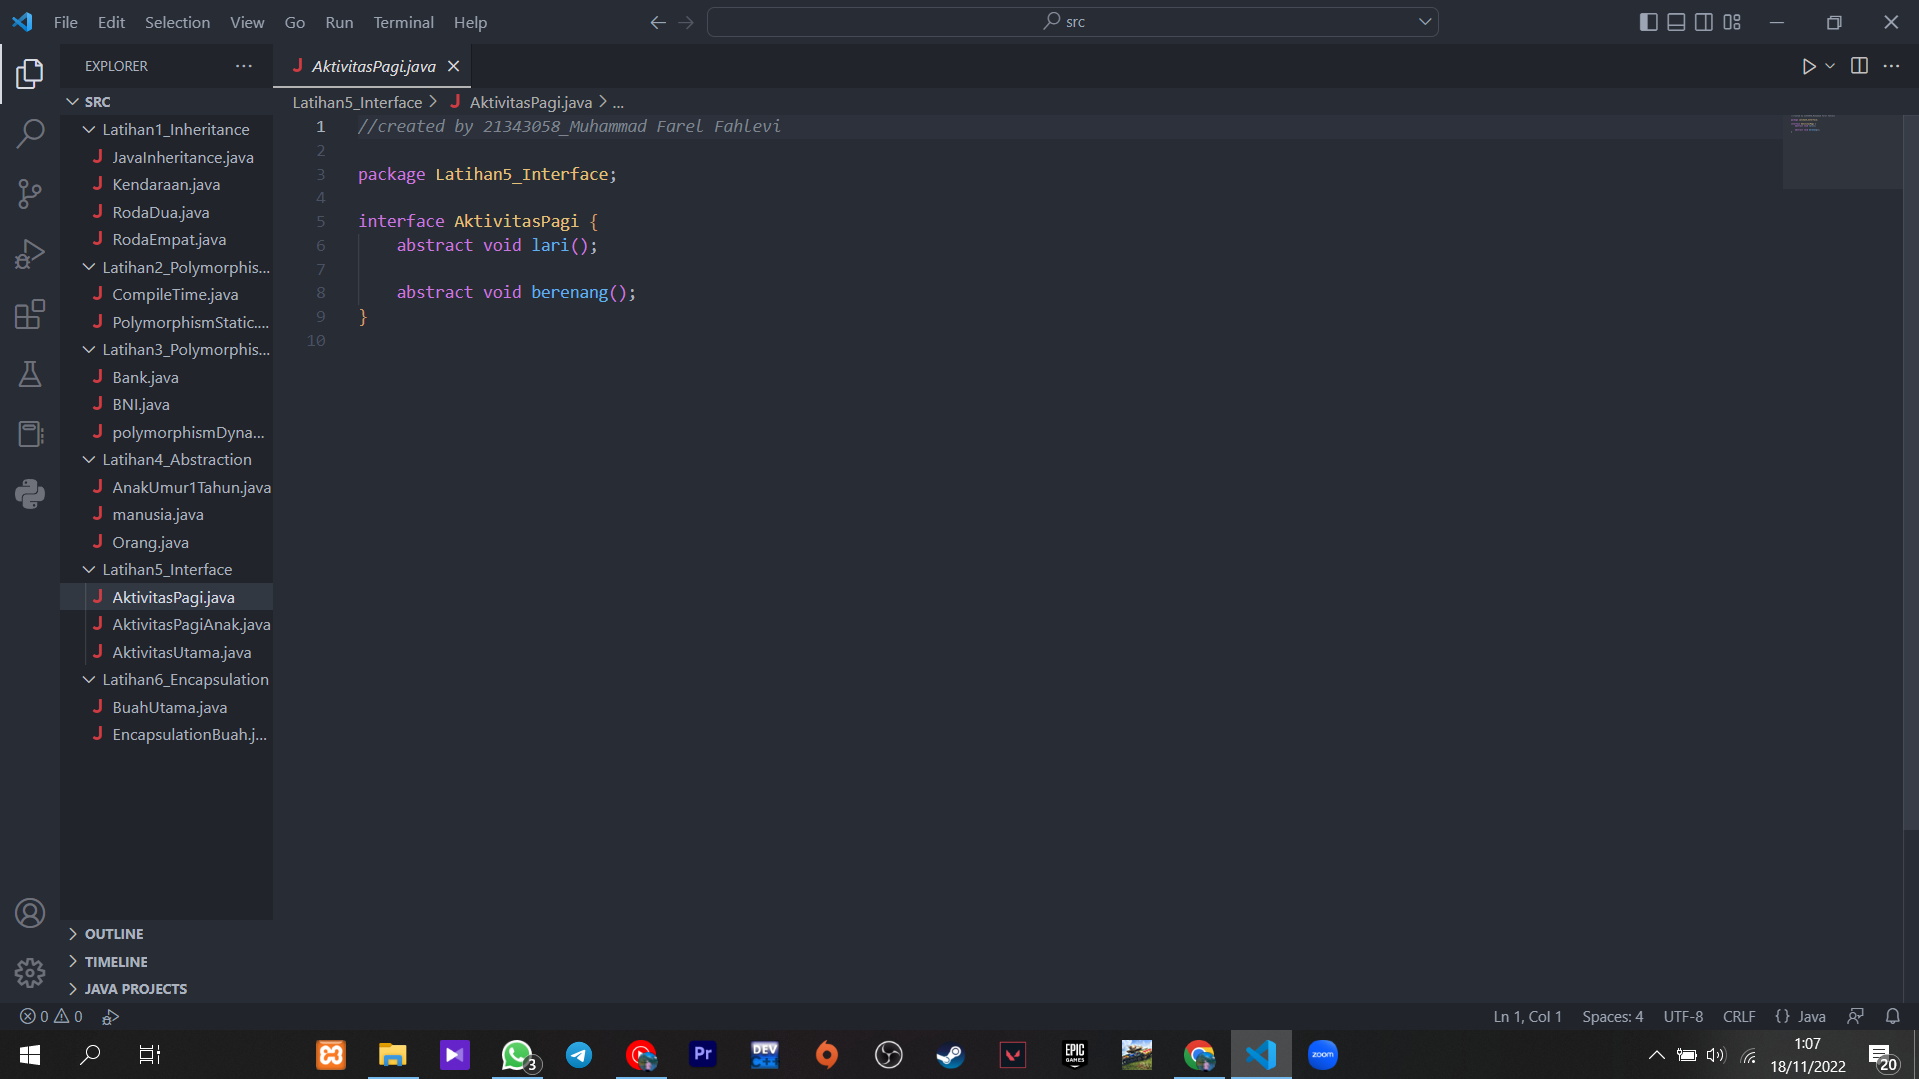 File Edit Selection View Go Run Terminal Help
src
EXPLORER
AktivitasPagi.java
SRC
Latihan5_Interface > AktivitasPagi.java > ...
Latihan1_Inheritance
JavaInheritance.java
Kendaraan.java
RodaDua.java
RodaEmpat.java
Latihan2_Polymorphis...
CompileTime.java
PolymorphismStatic....
Latihan3_Polymorphis...
Bank.java
BNI.java
polymorphismDyna...
Latihan4_Abstraction
AnakUmur1Tahun.java
manusia.java
Orang.java
Latihan5_Interface
AktivitasPagi.java
AktivitasPagiAnak.java
AktivitasUtama.java
Latihan6_Encapsulation
BuahUtama.java
EncapsulationBuah.j...
OUTLINE
TIMELINE
JAVA PROJECTS
1 //created by 21343058_Muhammad Farel Fahlevi
2
3 package Latihan5_Interface;
4
5 interface AktivitasPagi {
6 abstract void lari();
7
8 abstract void berenang();
9 }
10
0 0
Ln 1, Col 1 Spaces: 4 UTF-8 CRLF {} Java
3
Pr
DEV C++
EPIC GAMES
zoom
1:07
18/11/2022
20